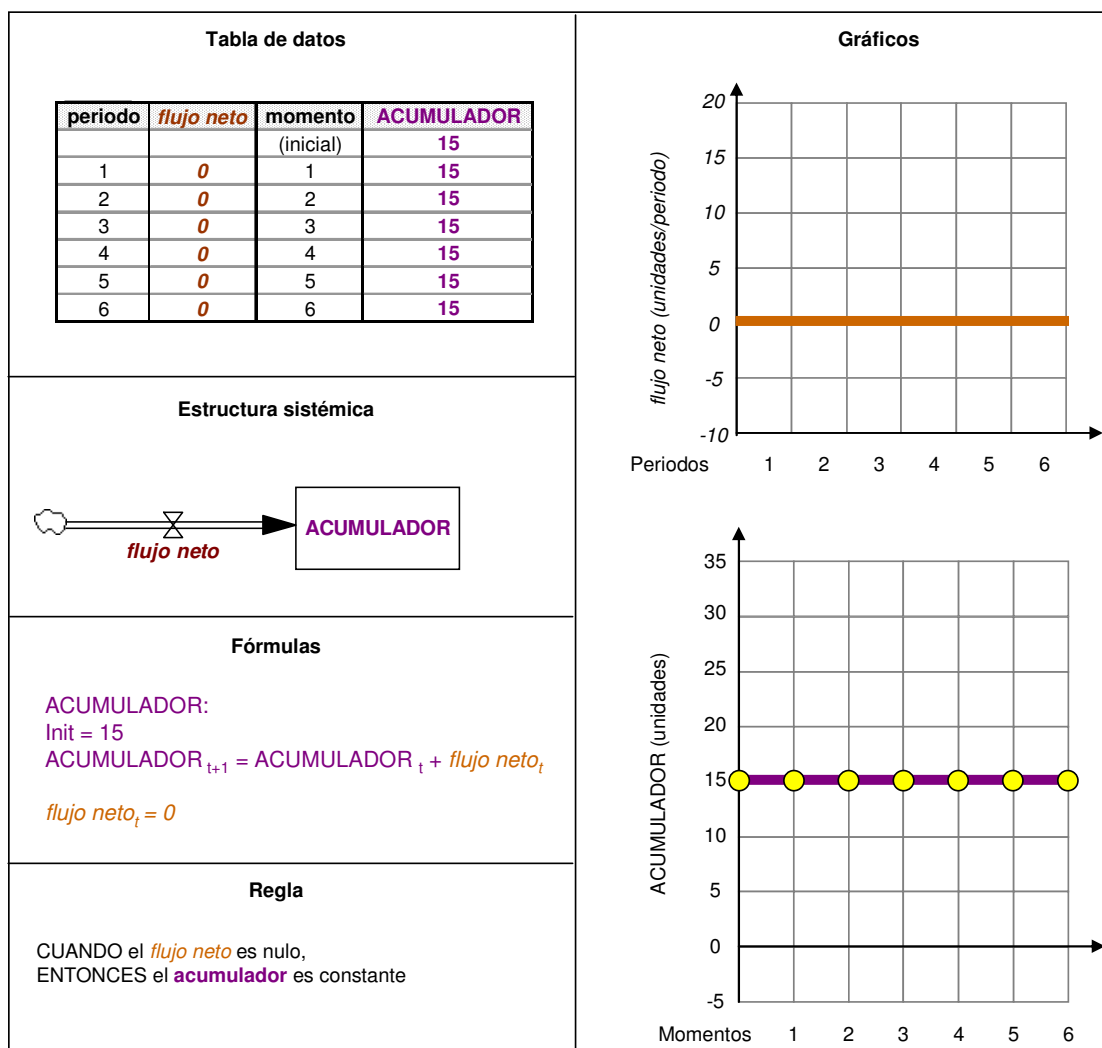 Tabla de datos
periodo flujo neto momento ACUMULADOR
(inicial) 15
1 0 1 15
2 0 2 15
3 0 3 15
4 0 4 15
5 0 5 15
6 0 6 15
Estructura sistémica
ACUMULADOR
flujo neto
Fórmulas
ACUMULADOR:
Init = 15
ACUMULADOR t+1 = ACUMULADOR t + flujo neto t
flujo neto t = 0
Regla
CUANDO el flujo neto es nulo,
ENTONCES el acumulador es constante
Gráficos
flujo neto (unidades/periodo)
20
15
10
5
0
-5
-10
Periodos 1 2 3 4 5 6
ACUMULADOR (unidades)
35
30
25
20
15
10
5
0
-5
Momentos 1 2 3 4 5 6